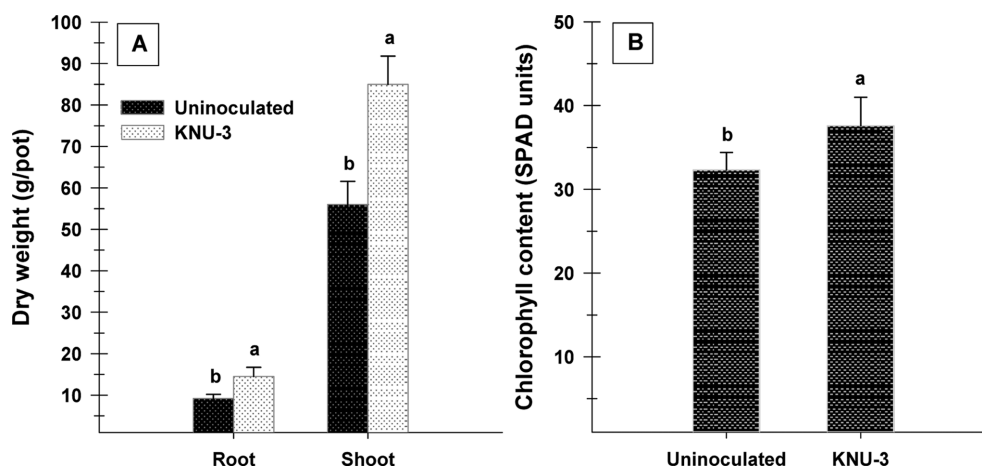 A
Dry weight (g/pot)
100
90
80
70
60
50
40
30
20
10
Uninoculated
KNU-3
b
a
b
a
Root
Shoot
B
Chlorophyll content (SPAD units)
50
40
30
20
10
b
a
Uninoculated
KNU-3